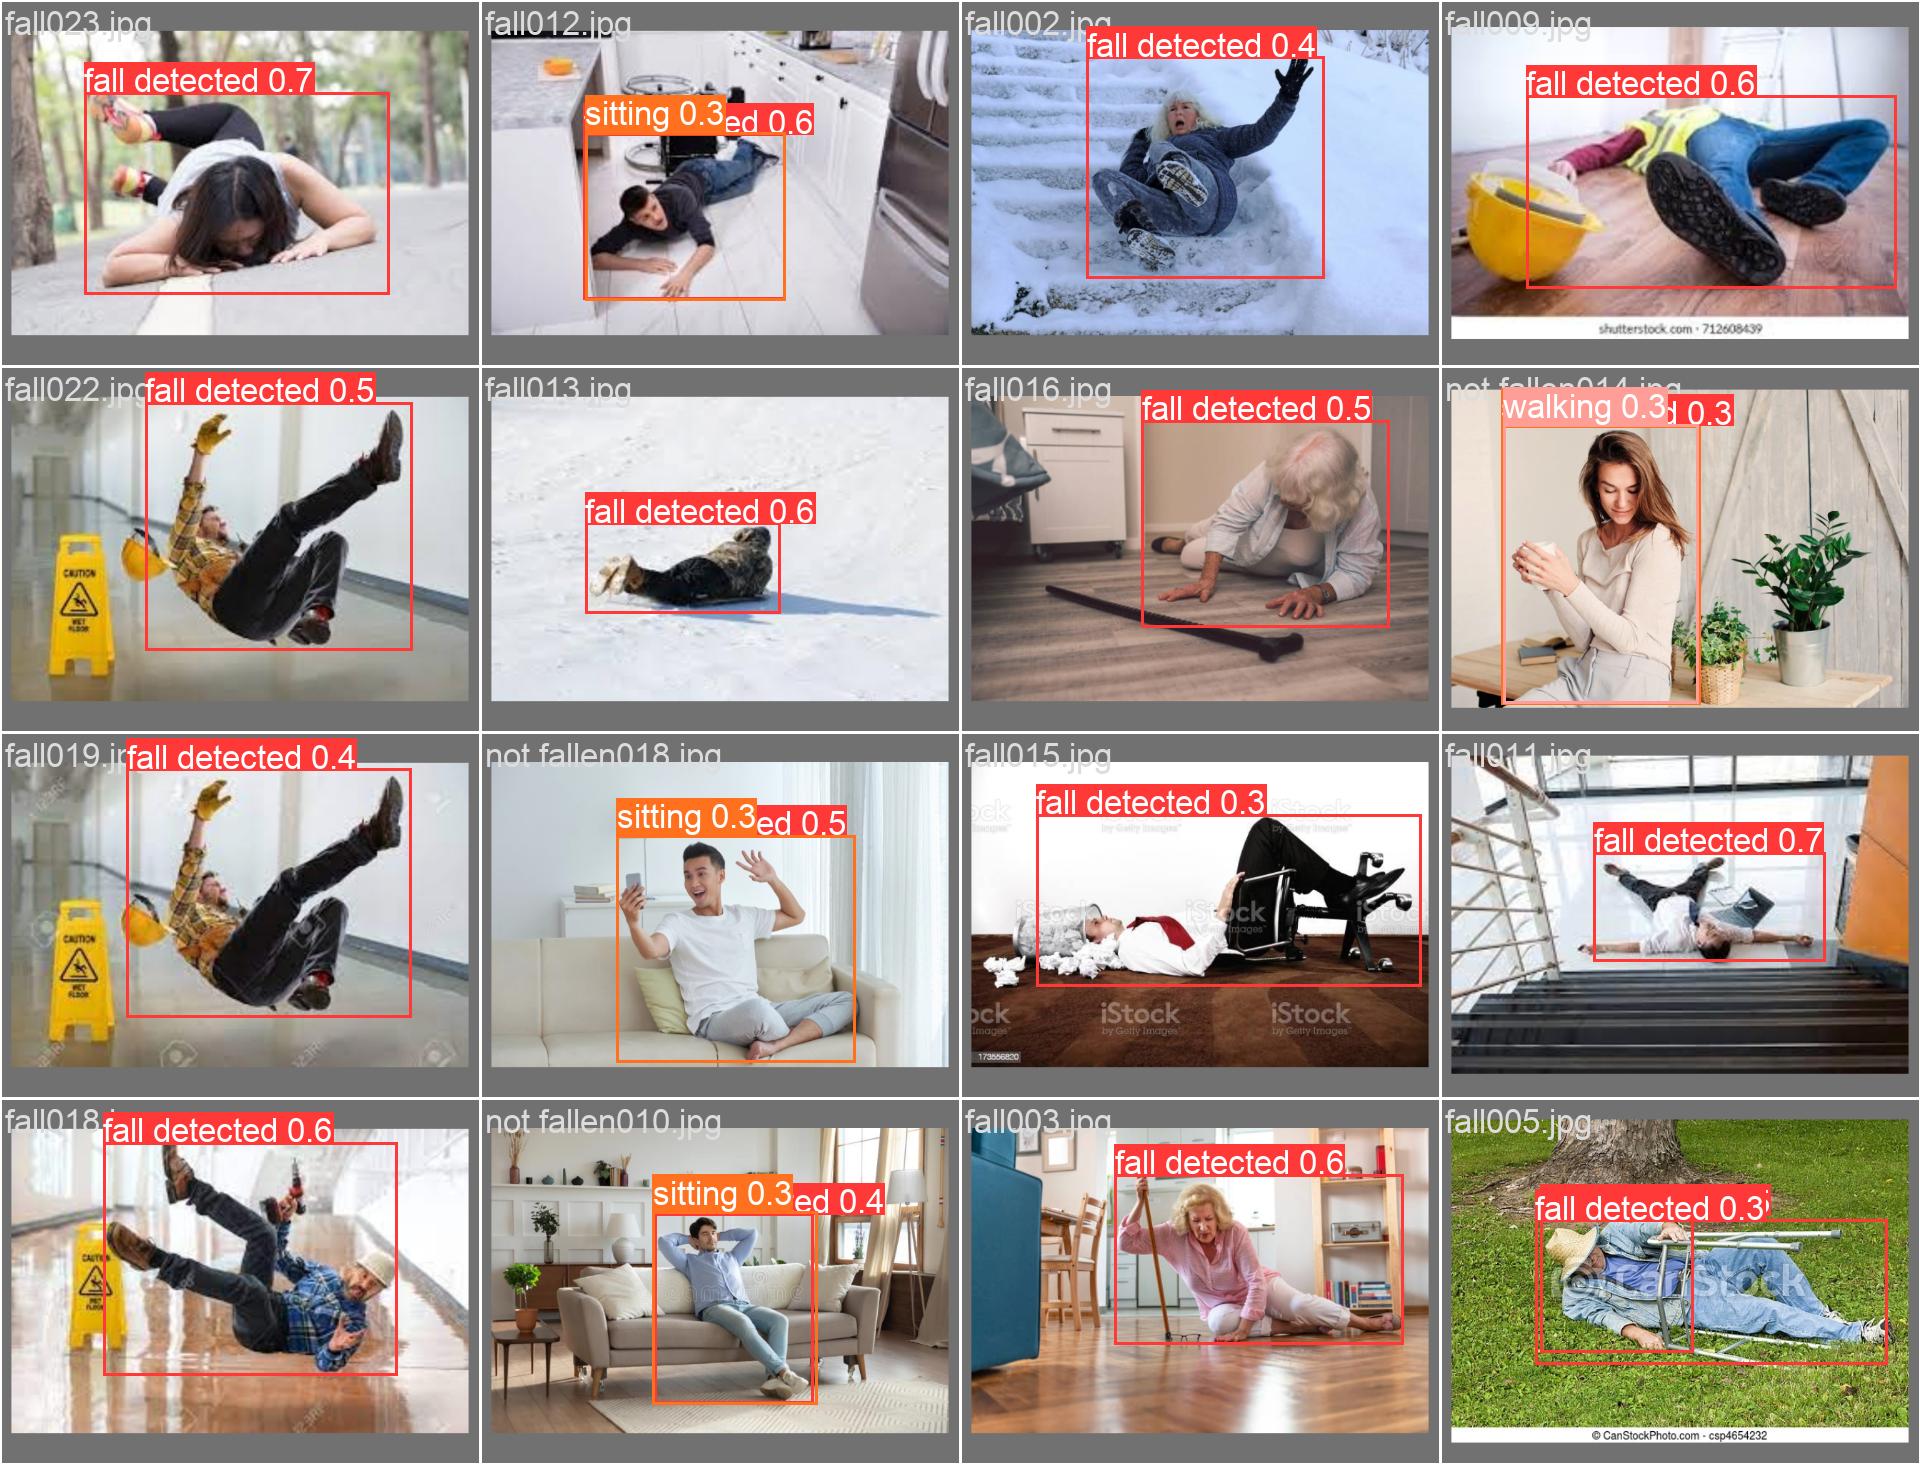 fall023.jpg
fall detected 0.7
fall012.jpg
sitting 0.3
ed 0.6
fall002.jpg
fall detected 0.4
fall009.jpg
fall detected 0.6
shutterstock.com · 712608439
fall022.jpg
fall detected 0.5
CAUTION
WET
FLOOR
fall013.jpg
fall detected 0.6
fall016.jpg
fall detected 0.5
not fallen014.jpg
walking 0.3
d 0.3
fall019.jpg
fall detected 0.4
CAUTION
WET
FLOOR
not fallen018.jpg
sitting 0.3
ed 0.5
fall015.jpg
fall detected 0.3
iStock
by Getty Images
iStock
by Getty Images
iStock
by Getty Images
173556820
fall011.jpg
fall detected 0.7
fall018.j
fall detected 0.6
not fallen010.jpg
sitting 0.3
ed 0.4
fall003.jpg
fall detected 0.6
fall005.jpg
fall detected 0.3
CanStock
© CanStockPhoto.com - csp4654232